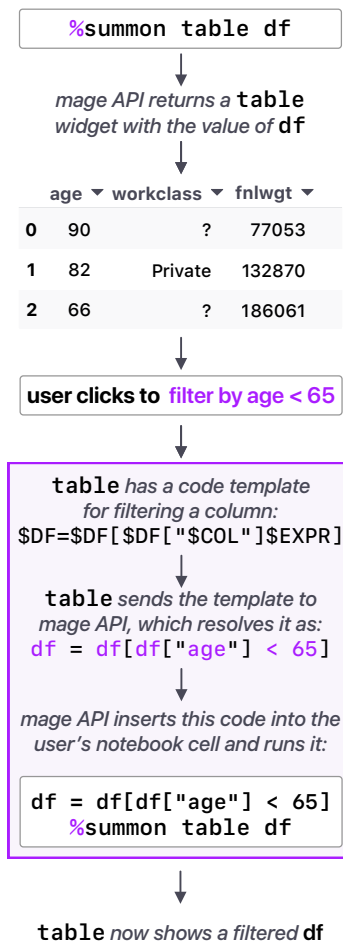 %summon table df
mage API returns a table
widget with the value of df
age workclass fnlwgt
0 90 ? 77053
1 82 Private 132870
2 66 ? 186061
user clicks to filter by age < 65
table has a code template
for filtering a column:
$DF=$DF[$DF["$COL"]$EXPR]
table sends the template to
mage API, which resolves it as:
df = df[df["age"] < 65]
mage API inserts this code into the
user's notebook cell and runs it:
df = df[df["age"] < 65]
%summon table df
table now shows a filtered df